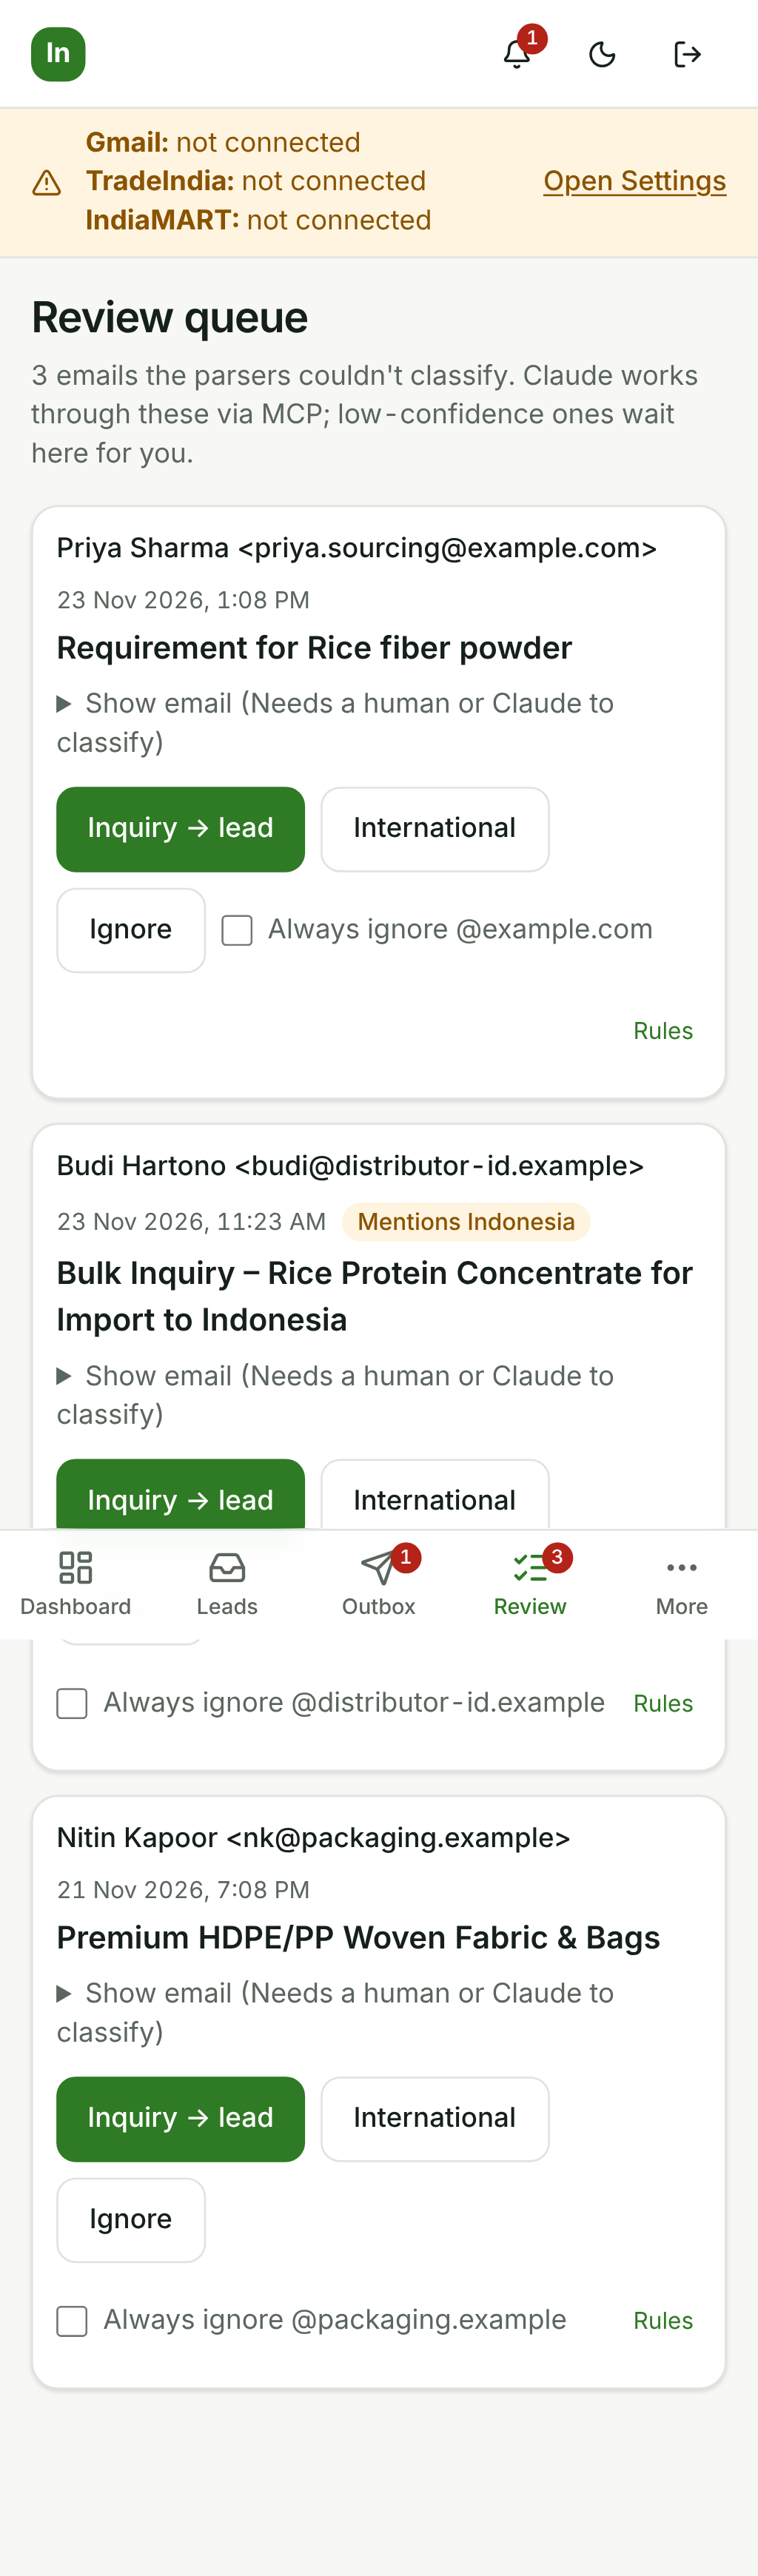 In
1
Gmail: not connected
TradeIndia: not connected
IndiaMART: not connected
Open Settings
Review queue
3 emails the parsers couldn't classify. Claude works
through these via MCP; low-confidence ones wait
here for you.
Priya Sharma <priya.sourcing@example.com>
23 Nov 2026, 1:08 PM
Requirement for Rice fiber powder
Show email (Needs a human or Claude to
classify)
Inquiry → lead
International
Ignore
Always ignore @example.com
Rules
Budi Hartono <budi@distributor-id.example>
23 Nov 2026, 11:23 AM
Mentions Indonesia
Bulk Inquiry – Rice Protein Concentrate for
Import to Indonesia
Show email (Needs a human or Claude to
classify)
Inquiry → lead
International
1
3
Dashboard
Leads
Outbox
Review
More
Always ignore @distributor-id.example
Rules
Nitin Kapoor <nk@packaging.example>
21 Nov 2026, 7:08 PM
Premium HDPE/PP Woven Fabric & Bags
Show email (Needs a human or Claude to
classify)
Inquiry → lead
International
Ignore
Always ignore @packaging.example
Rules